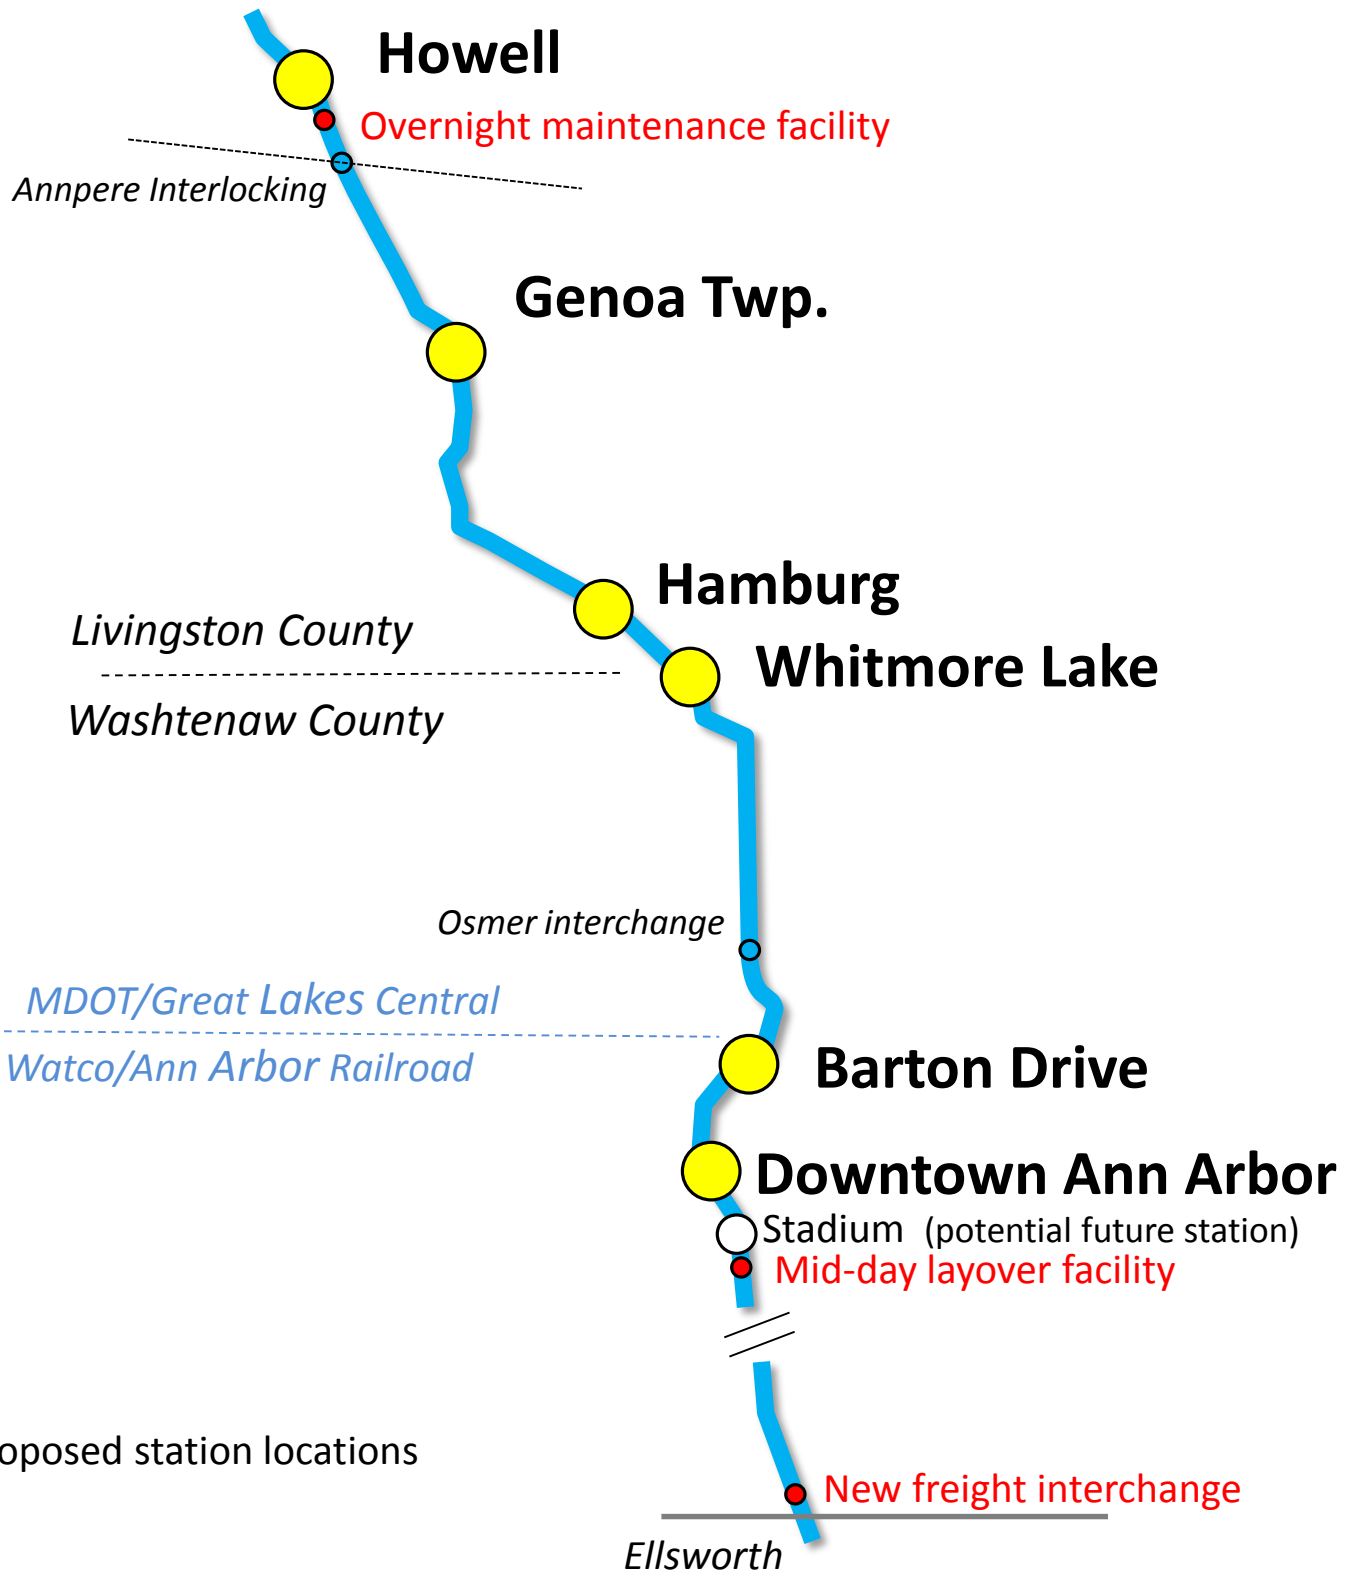 Howell
Overnight maintenance facility
Annpere Interlocking
Genoa Twp.
Hamburg
Livingston County
Whitmore Lake
Washtenaw County
Osmer interchange
MDOT/Great Lakes Central
Watco/Ann Arbor Railroad
Barton Drive
Downtown Ann Arbor
Stadium (potential future station)
Mid-day layover facility
station locations
New freight interchange
Ellsworth